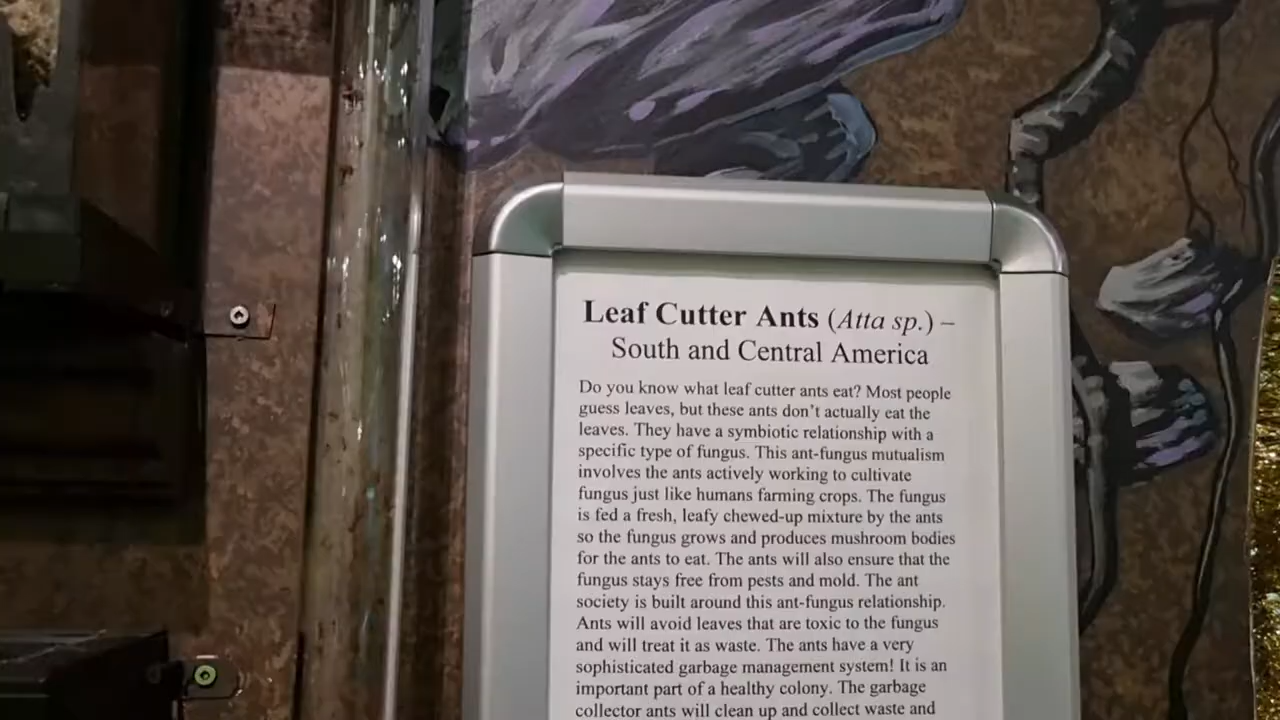 Leaf Cutter Ants (Atta sp.) –
South and Central America
Do you know what leaf cutter ants eat? Most people
guess leaves, but these ants don't actually eat the
leaves. They have a symbiotic relationship with a
specific type of fungus. This ant-fungus mutualism
involves the ants actively working to cultivate
fungus just like humans farming crops. The fungus
is fed a fresh, leafy chewed-up mixture by the ants
so the fungus grows and produces mushroom bodies
for the ants to eat. The ants will also ensure that the
fungus stays free from pests and mold. The ant
society is built around this ant-fungus relationship.
Ants will avoid leaves that are toxic to the fungus
and will treat it as waste. The ants have a very
sophisticated garbage management system! It is an
important part of a healthy colony. The garbage
collector ants will clean up and collect waste and